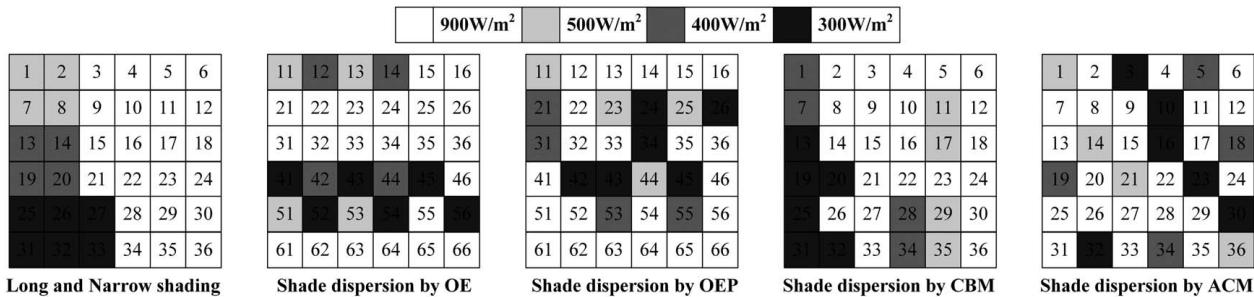 900W/m² 500W/m² 400W/m² 300W/m²
1 2 3 4 5 6
7 8 9 10 11 12
13 14 15 16 17 18
19 20 21 22 23 24
25 26 27 28 29 30
31 32 33 34 35 36
Long and Narrow shading
11 12 13 14 15 16
21 22 23 24 25 26
31 32 33 34 35 36
41 42 43 44 45 46
51 52 53 54 55 56
61 62 63 64 65 66
Shade dispersion by OE
11 12 13 14 15 16
21 22 23 24 25 26
31 32 33 34 35 36
41 42 43 44 45 46
51 52 53 54 55 56
61 62 63 64 65 66
Shade dispersion by OEP
1 2 3 4 5 6
7 8 9 10 11 12
13 14 15 16 17 18
19 20 21 22 23 24
25 26 27 28 29 30
31 32 33 34 35 36
Shade dispersion by CBM
1 2 3 4 5 6
7 8 9 10 11 12
13 14 15 16 17 18
19 20 21 22 23 24
25 26 27 28 29 30
31 32 33 34 35 36
Shade dispersion by ACM